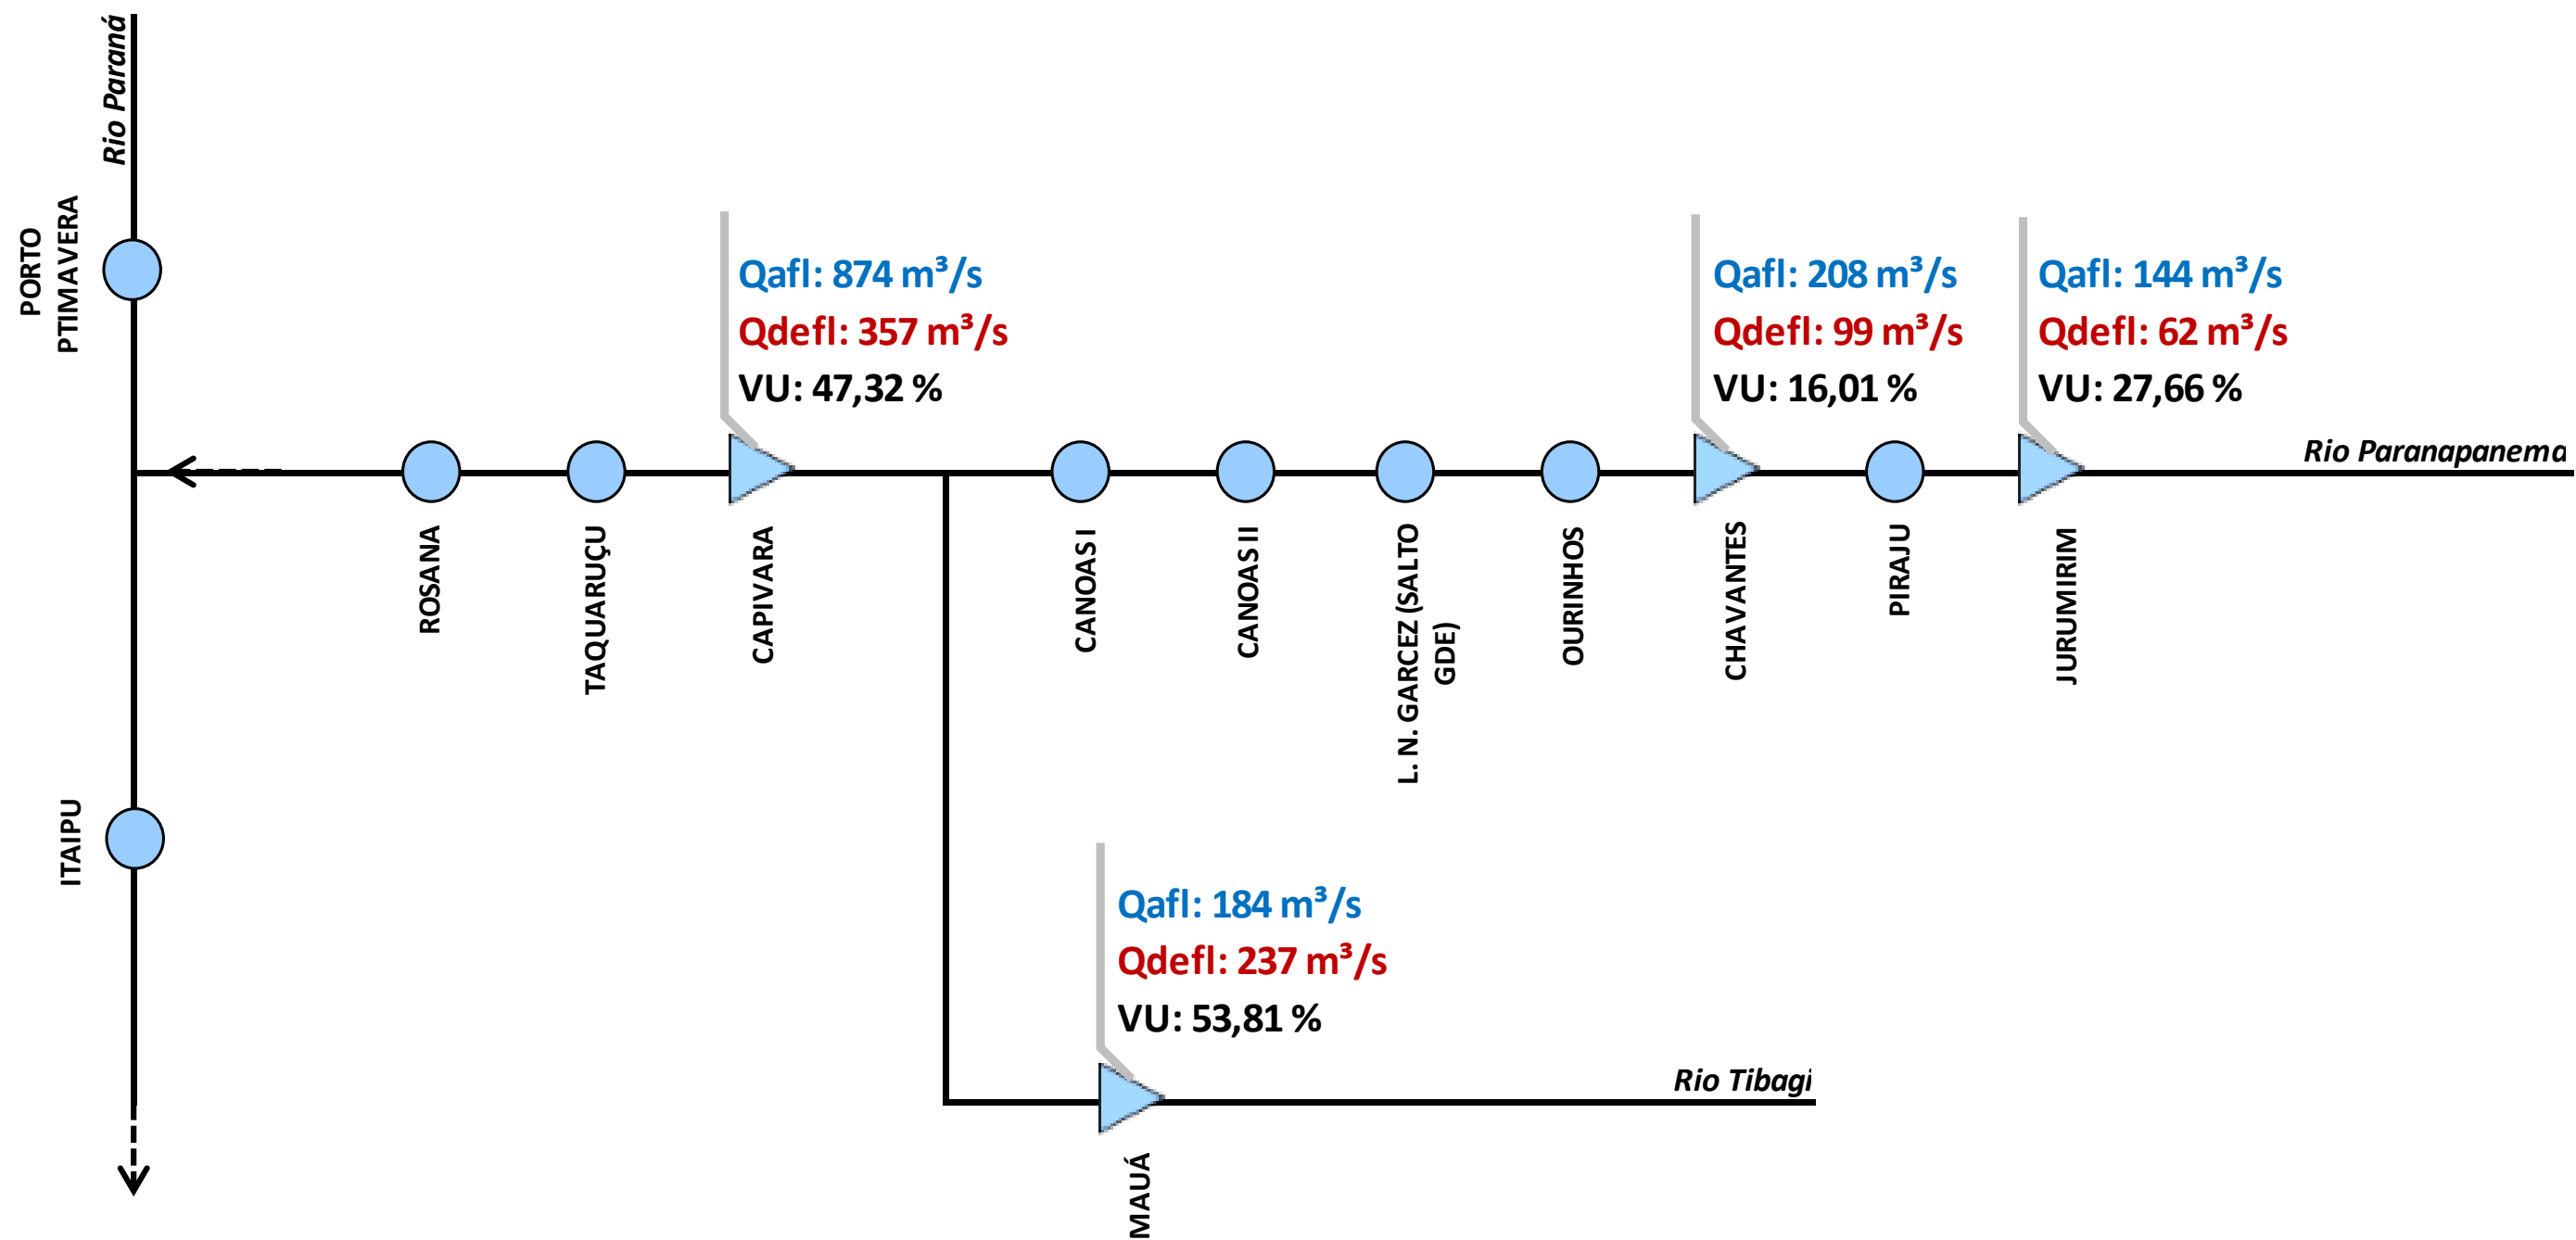 Rio Paraná
PORTO
PTIMAVERA
Qafl: 874 m³/s
Qdefl: 357 m³/s
VU: 47,32 %
Qafl: 208 m³/s
Qdefl: 99 m³/s
VU: 16,01 %
Qafl: 144 m³/s
Qdefl: 62 m³/s
VU: 27,66 %
Rio Paranapanema
ROSANA
TAQUARUÇU
CAPIVARA
CANOAS I
CANOAS II
L. N. GARCEZ (SALTO
GDE)
OURINHOS
CHAVANTES
PIRAJU
JURUMIRIM
ITAIPU
Qafl: 184 m³/s
Qdefl: 237 m³/s
VU: 53,81 %
Rio Tibagi
MAUÁ